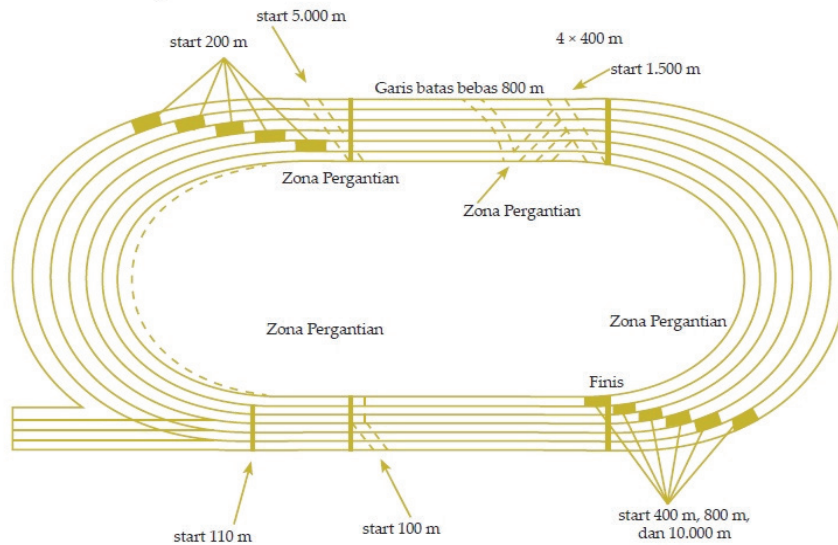 start 5.000 m
start 200 m
4 × 400 m
start 1.500 m
Garis batas bebas 800 m
Zona Pergantian
Zona Pergantian
Zona Pergantian
Zona Pergantian
Finis
start 110 m
start 100 m
start 400 m, 800 m,
dan 10.000 m